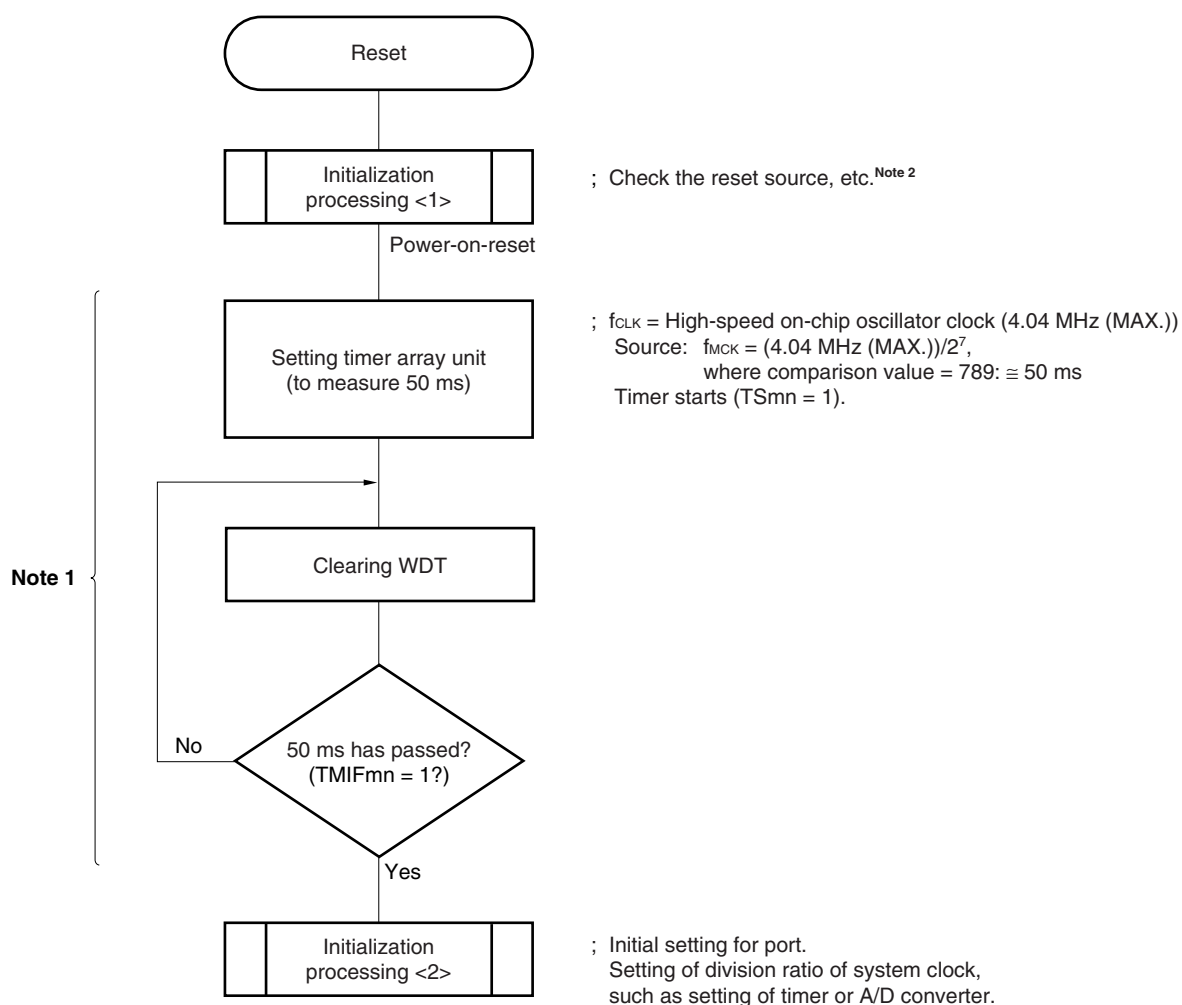 Reset
Initialization
processing <1>
; Check the reset source, etc.Note 2
Power-on-reset
Setting timer array unit
(to measure 50 ms)
; fCLK = High-speed on-chip oscillator clock (4.04 MHz (MAX.))
Source: fMCK = (4.04 MHz (MAX.))/2⁷,
where comparison value = 789: ≅ 50 ms
Timer starts (TSmn = 1).
Note 1
Clearing WDT
No
50 ms has passed?
(TMIFmn = 1?)
Yes
Initialization
processing <2>
; Initial setting for port.
Setting of division ratio of system clock,
such as setting of timer or A/D converter.